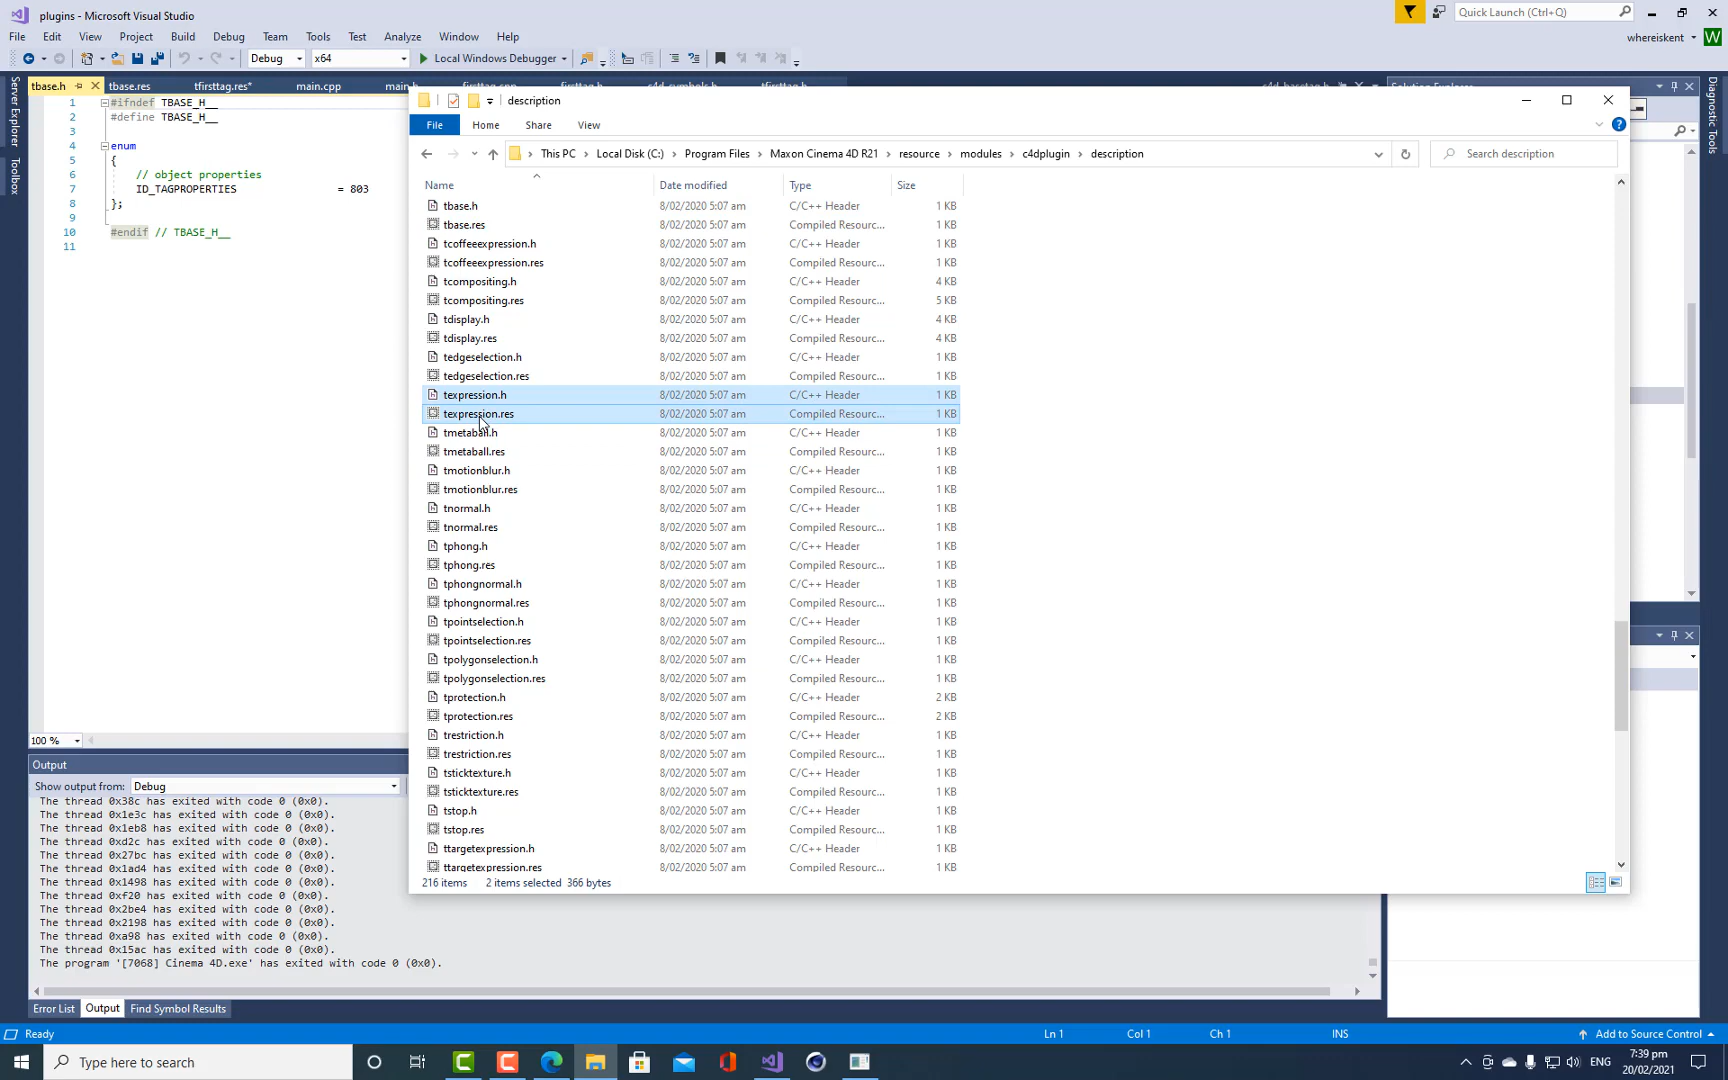 plugins - Microsoft Visual Studio
Quick Launch (Ctrl+Q)
File Edit View Project Build Debug Team Tools Test Analyze Window Help
whereiskent
W
Debug x64 Local Windows Debugger
tbase.h tbase.res tfirsttag.res* main.cpp
Server Explorer
Toolbox
Diagnostic Tools
1 #ifndef TBASE_H__
2 #define TBASE_H__
3
4 enum
5 {
6 // object properties
7 ID_TAGPROPERTIES = 803
8 };
9
10 #endif // TBASE_H__
11
100 %
description
File Home Share View
This PC > Local Disk (C:) > Program Files > Maxon Cinema 4D R21 > resource > modules > c4dplugin > description
Search description
Name Date modified Type Size
tbase.h 8/02/2020 5:07 am C/C++ Header 1 KB
tbase.res 8/02/2020 5:07 am Compiled Resourc... 1 KB
tcoffeeexpression.h 8/02/2020 5:07 am C/C++ Header 1 KB
tcoffeeexpression.res 8/02/2020 5:07 am Compiled Resourc... 1 KB
tcompositing.h 8/02/2020 5:07 am C/C++ Header 4 KB
tcompositing.res 8/02/2020 5:07 am Compiled Resourc... 5 KB
tdisplay.h 8/02/2020 5:07 am C/C++ Header 4 KB
tdisplay.res 8/02/2020 5:07 am Compiled Resourc... 4 KB
tedgeselection.h 8/02/2020 5:07 am C/C++ Header 1 KB
tedgeselection.res 8/02/2020 5:07 am Compiled Resourc... 1 KB
texpression.h 8/02/2020 5:07 am C/C++ Header 1 KB
texpression.res 8/02/2020 5:07 am Compiled Resourc... 1 KB
tmetaball.h 8/02/2020 5:07 am C/C++ Header 1 KB
tmetaball.res 8/02/2020 5:07 am Compiled Resourc... 1 KB
tmotionblur.h 8/02/2020 5:07 am C/C++ Header 1 KB
tmotionblur.res 8/02/2020 5:07 am Compiled Resourc... 1 KB
tnormal.h 8/02/2020 5:07 am C/C++ Header 1 KB
tnormal.res 8/02/2020 5:07 am Compiled Resourc... 1 KB
tphong.h 8/02/2020 5:07 am C/C++ Header 1 KB
tphong.res 8/02/2020 5:07 am Compiled Resourc... 1 KB
tphongnormal.h 8/02/2020 5:07 am C/C++ Header 1 KB
tphongnormal.res 8/02/2020 5:07 am Compiled Resourc... 1 KB
tpointselection.h 8/02/2020 5:07 am C/C++ Header 1 KB
tpointselection.res 8/02/2020 5:07 am Compiled Resourc... 1 KB
tpolygonselection.h 8/02/2020 5:07 am C/C++ Header 1 KB
tpolygonselection.res 8/02/2020 5:07 am Compiled Resourc... 1 KB
tprotection.h 8/02/2020 5:07 am C/C++ Header 2 KB
tprotection.res 8/02/2020 5:07 am Compiled Resourc... 2 KB
trestriction.h 8/02/2020 5:07 am C/C++ Header 1 KB
trestriction.res 8/02/2020 5:07 am Compiled Resourc... 1 KB
tsticktexture.h 8/02/2020 5:07 am C/C++ Header 1 KB
tsticktexture.res 8/02/2020 5:07 am Compiled Resourc... 1 KB
tstop.h 8/02/2020 5:07 am C/C++ Header 1 KB
tstop.res 8/02/2020 5:07 am Compiled Resourc... 1 KB
ttargetexpression.h 8/02/2020 5:07 am C/C++ Header 1 KB
ttargetexpression.res 8/02/2020 5:07 am Compiled Resourc... 1 KB
216 items 2 items selected 366 bytes
Output
Show output from: Debug
The thread 0x38c has exited with code 0 (0x0).
The thread 0x1e3c has exited with code 0 (0x0).
The thread 0x1eb8 has exited with code 0 (0x0).
The thread 0xd2c has exited with code 0 (0x0).
The thread 0x27bc has exited with code 0 (0x0).
The thread 0x1ad4 has exited with code 0 (0x0).
The thread 0x1498 has exited with code 0 (0x0).
The thread 0xf20 has exited with code 0 (0x0).
The thread 0x2be4 has exited with code 0 (0x0).
The thread 0x2198 has exited with code 0 (0x0).
The thread 0xa98 has exited with code 0 (0x0).
The thread 0x15ac has exited with code 0 (0x0).
The program '[7068] Cinema 4D.exe' has exited with code 0 (0x0).
Error List Output Find Symbol Results
Ready Ln 1 Col 1 Ch 1 INS Add to Source Control
Type here to search
ENG
7:39 pm
20/02/2021